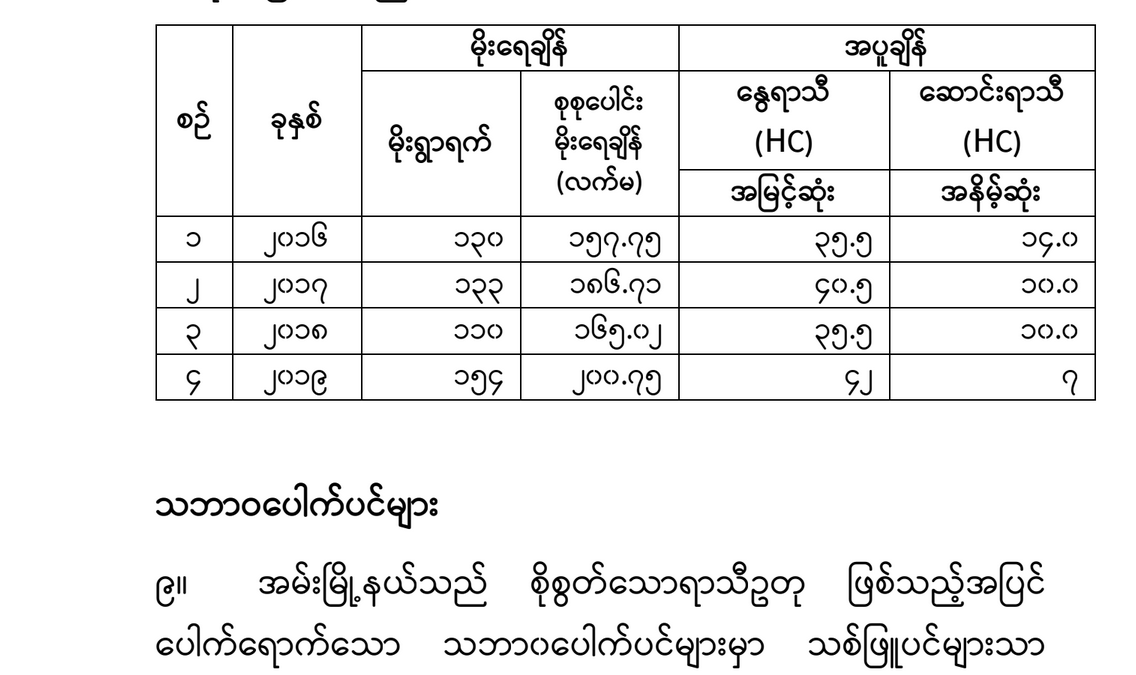 မိုးရေချိန် အပူချိန်
စဉ် ခုနှစ် မိုးရွာရက် စုစုပေါင်း မိုးရေချိန် (လက်မ) နွေရာသီ (HC) ဆောင်းရာသီ (HC)
အမြင့်ဆုံး အနိမ့်ဆုံး
၁ ၂၀၁၆ ၁၃၀ ၁၅၇.၇၅ ၃၅.၅ ၁၄.၀
၂ ၂၀၁၇ ၁၃၃ ၁၈၆.၇၁ ၄၀.၅ ၁၀.၀
၃ ၂၀၁၈ ၁၁၀ ၁၆၅.၀၂ ၃၅.၅ ၁၀.၀
၄ ၂၀၁၉ ၁၅၄ ၂၀၀.၇၅ ၄၂ ၇
သဘာဝပေါက်ပင်များ
၉။ အမ်းမြို့နယ်သည် စိုစွတ်သောရာသီဥတု ဖြစ်သည့်အပြင်
ပေါက်ရောက်သော သဘာ၀ပေါက်ပင်များမှာ သစ်ဖြူပင်များသာ